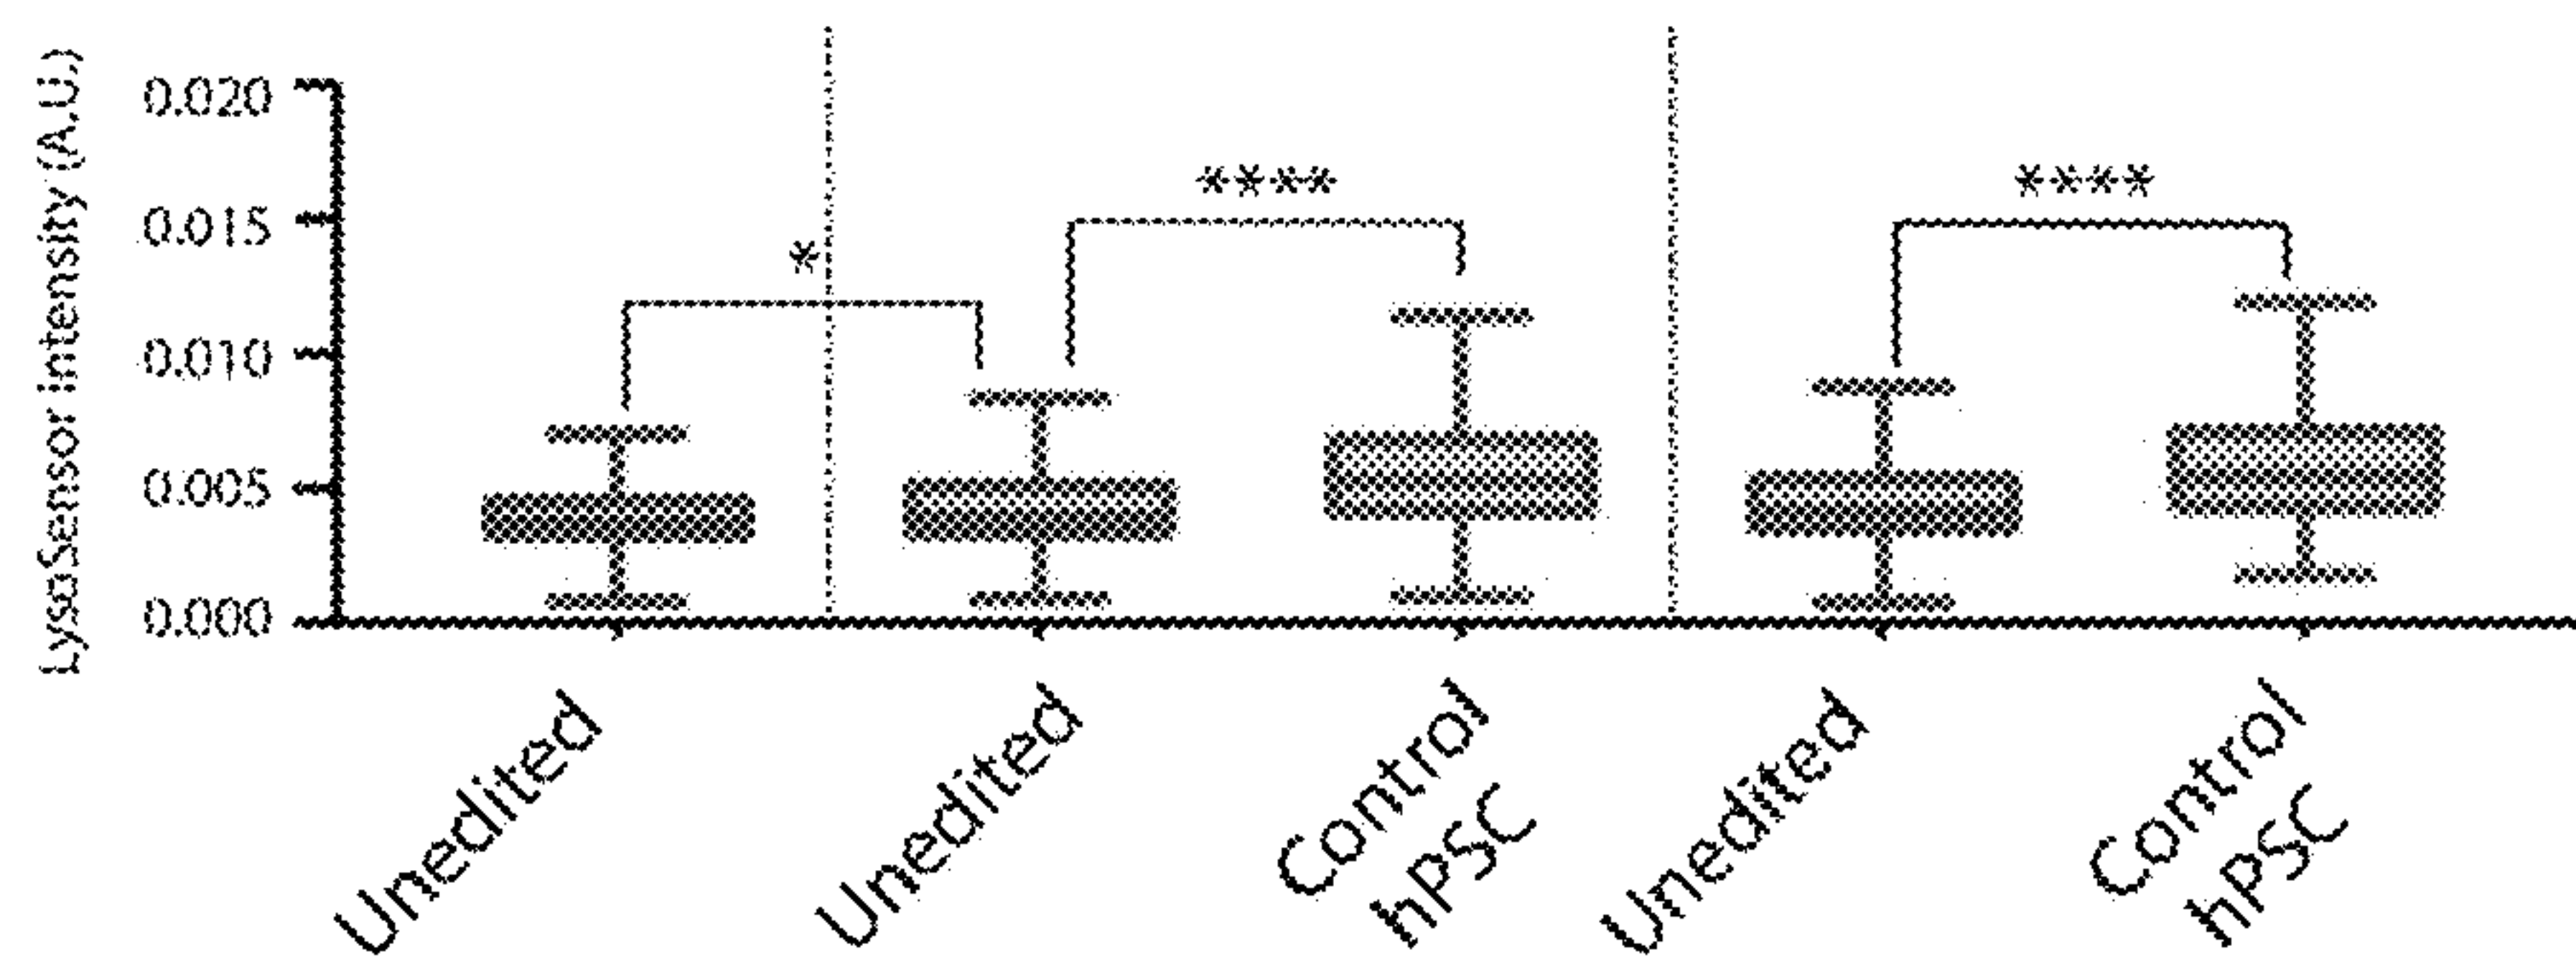 LysoSensor Intensity (A.U.)
0.020
0.015
0.010
0.005
0.000
*
****
****
Unedited
Unedited
Control
hPSC
Unedited
Control
hPSC